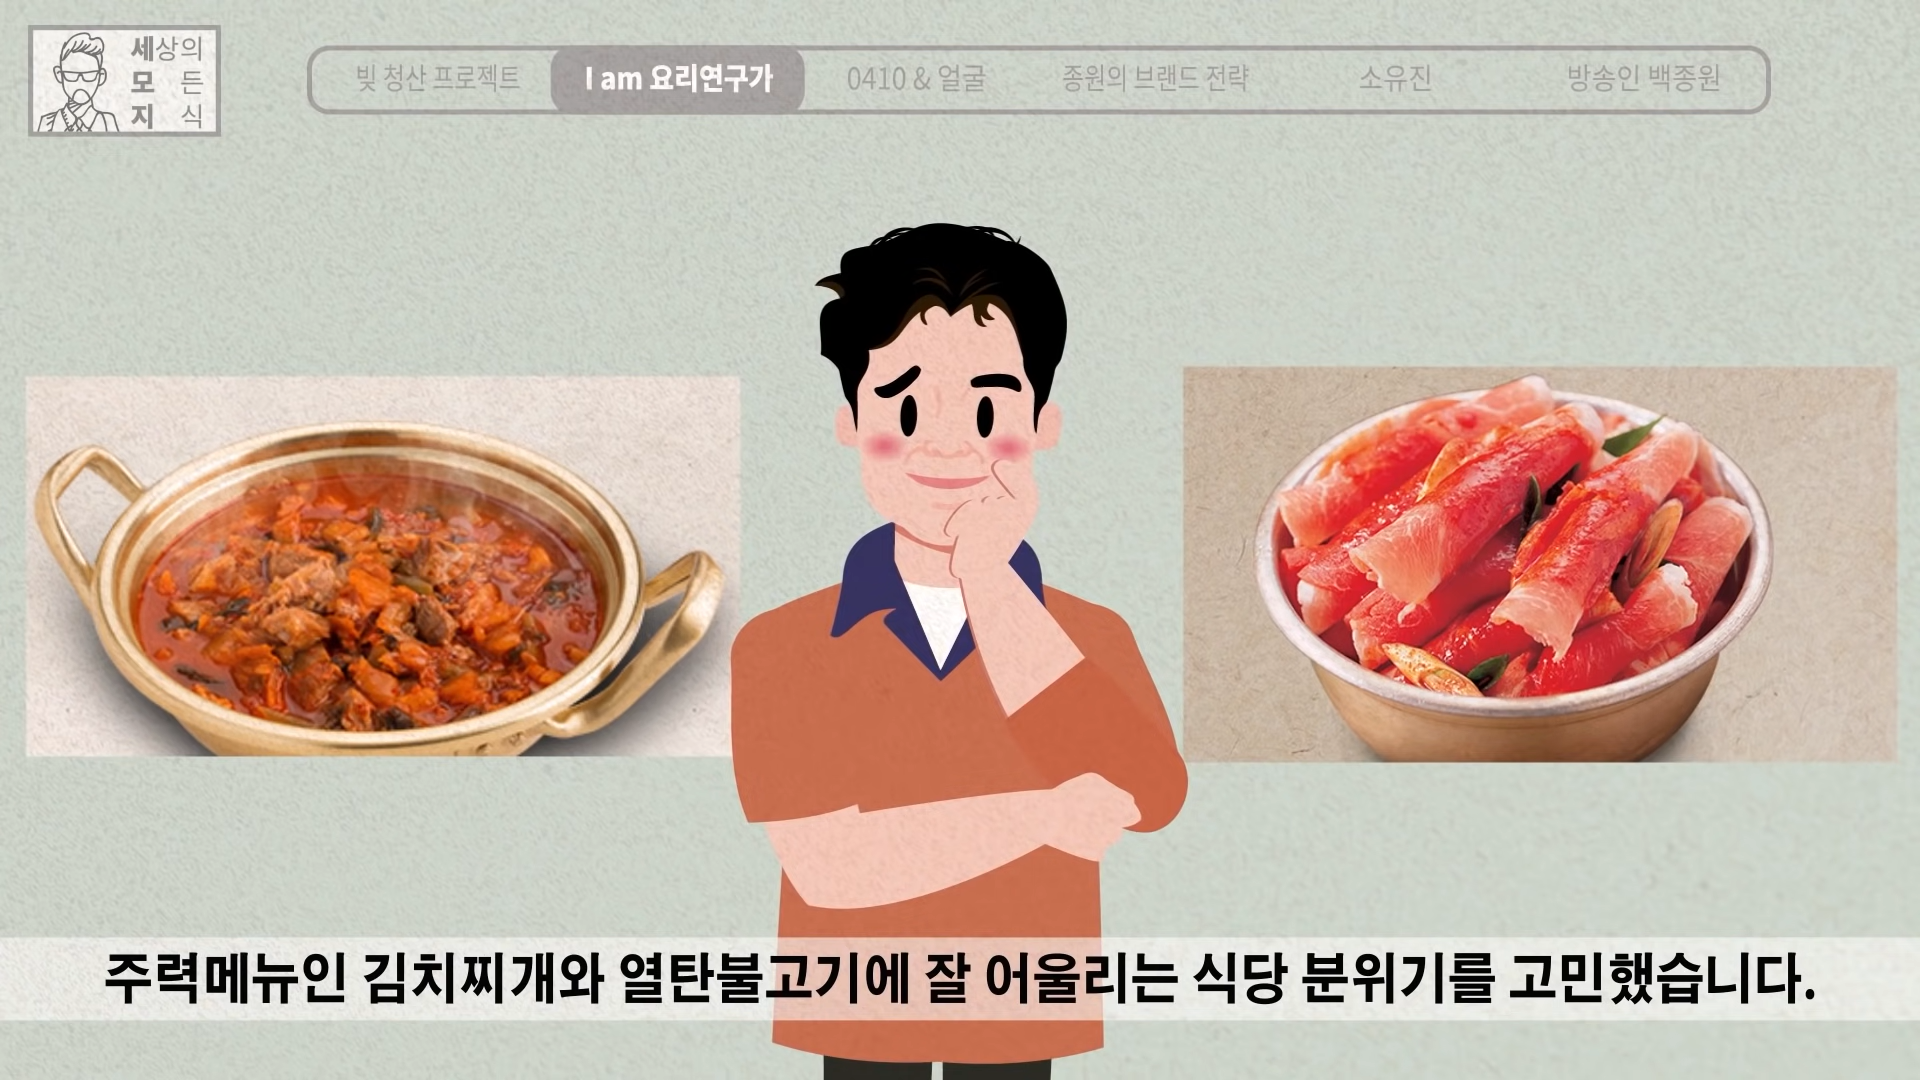 세상의
모든
지식
빚 청산 프로젝트
I am 요리연구가
0410 & 얼굴
종원의 브랜드 전략
소유진
방송인 백종원
주력메뉴인 김치찌개와 열탄불고기에 잘 어울리는 식당 분위기를 고민했습니다.